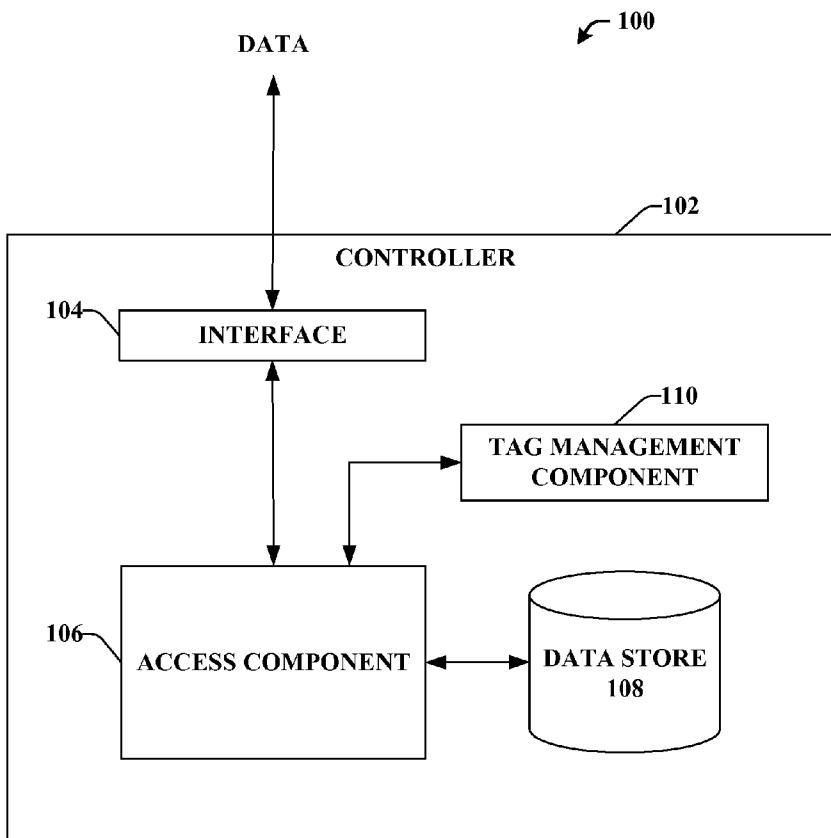 100
DATA
102
CONTROLLER
104
INTERFACE
110
TAG MANAGEMENT
COMPONENT
106
ACCESS COMPONENT
DATA STORE
108